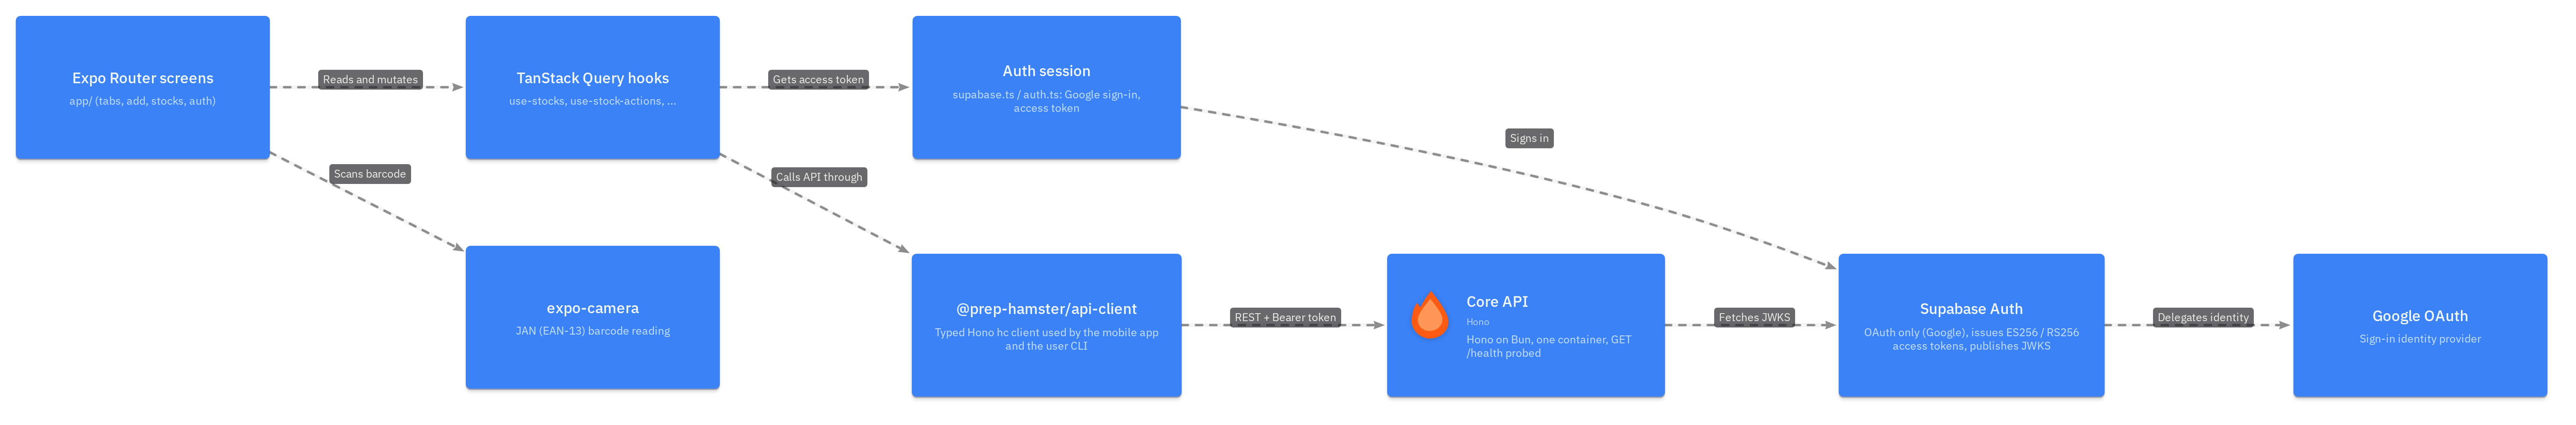 Expo Router screens
app/ (tabs, add, stocks, auth)
Reads and mutates
TanStack Query hooks
use-stocks, use-stock-actions, ...
Gets access token
Auth session
supabase.ts / auth.ts: Google sign-in,
access token
Signs in
Scans barcode
Calls API through
expo-camera
JAN (EAN-13) barcode reading
@prep-hamster/api-client
Typed Hono hc client used by the mobile app
and the user CLI
REST + Bearer token
Core API
Hono
Hono on Bun, one container, GET
/health probed
Fetches JWKS
Supabase Auth
OAuth only (Google), issues ES256 / RS256
access tokens, publishes JWKS
Delegates identity
Google OAuth
Sign-in identity provider